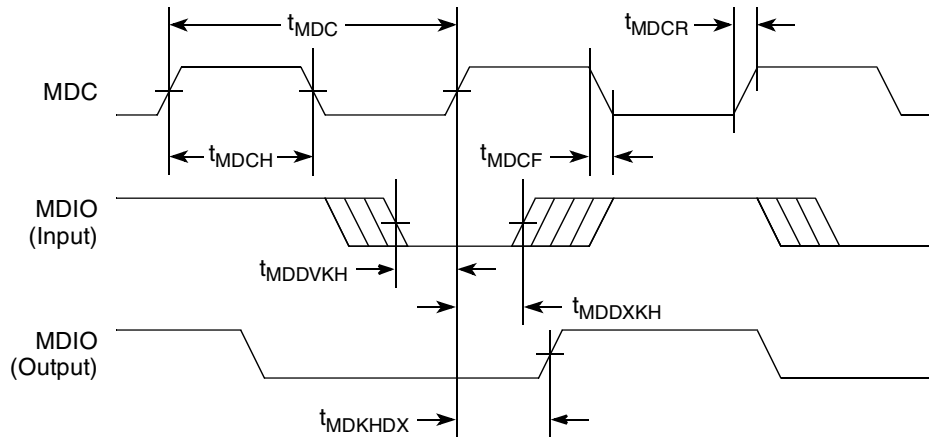 tMDC
tMDCR
MDC
tMDCH
tMDCF
MDIO
(Input)
tMDDVKH
tMDDXKH
MDIO
(Output)
tMDKHDX